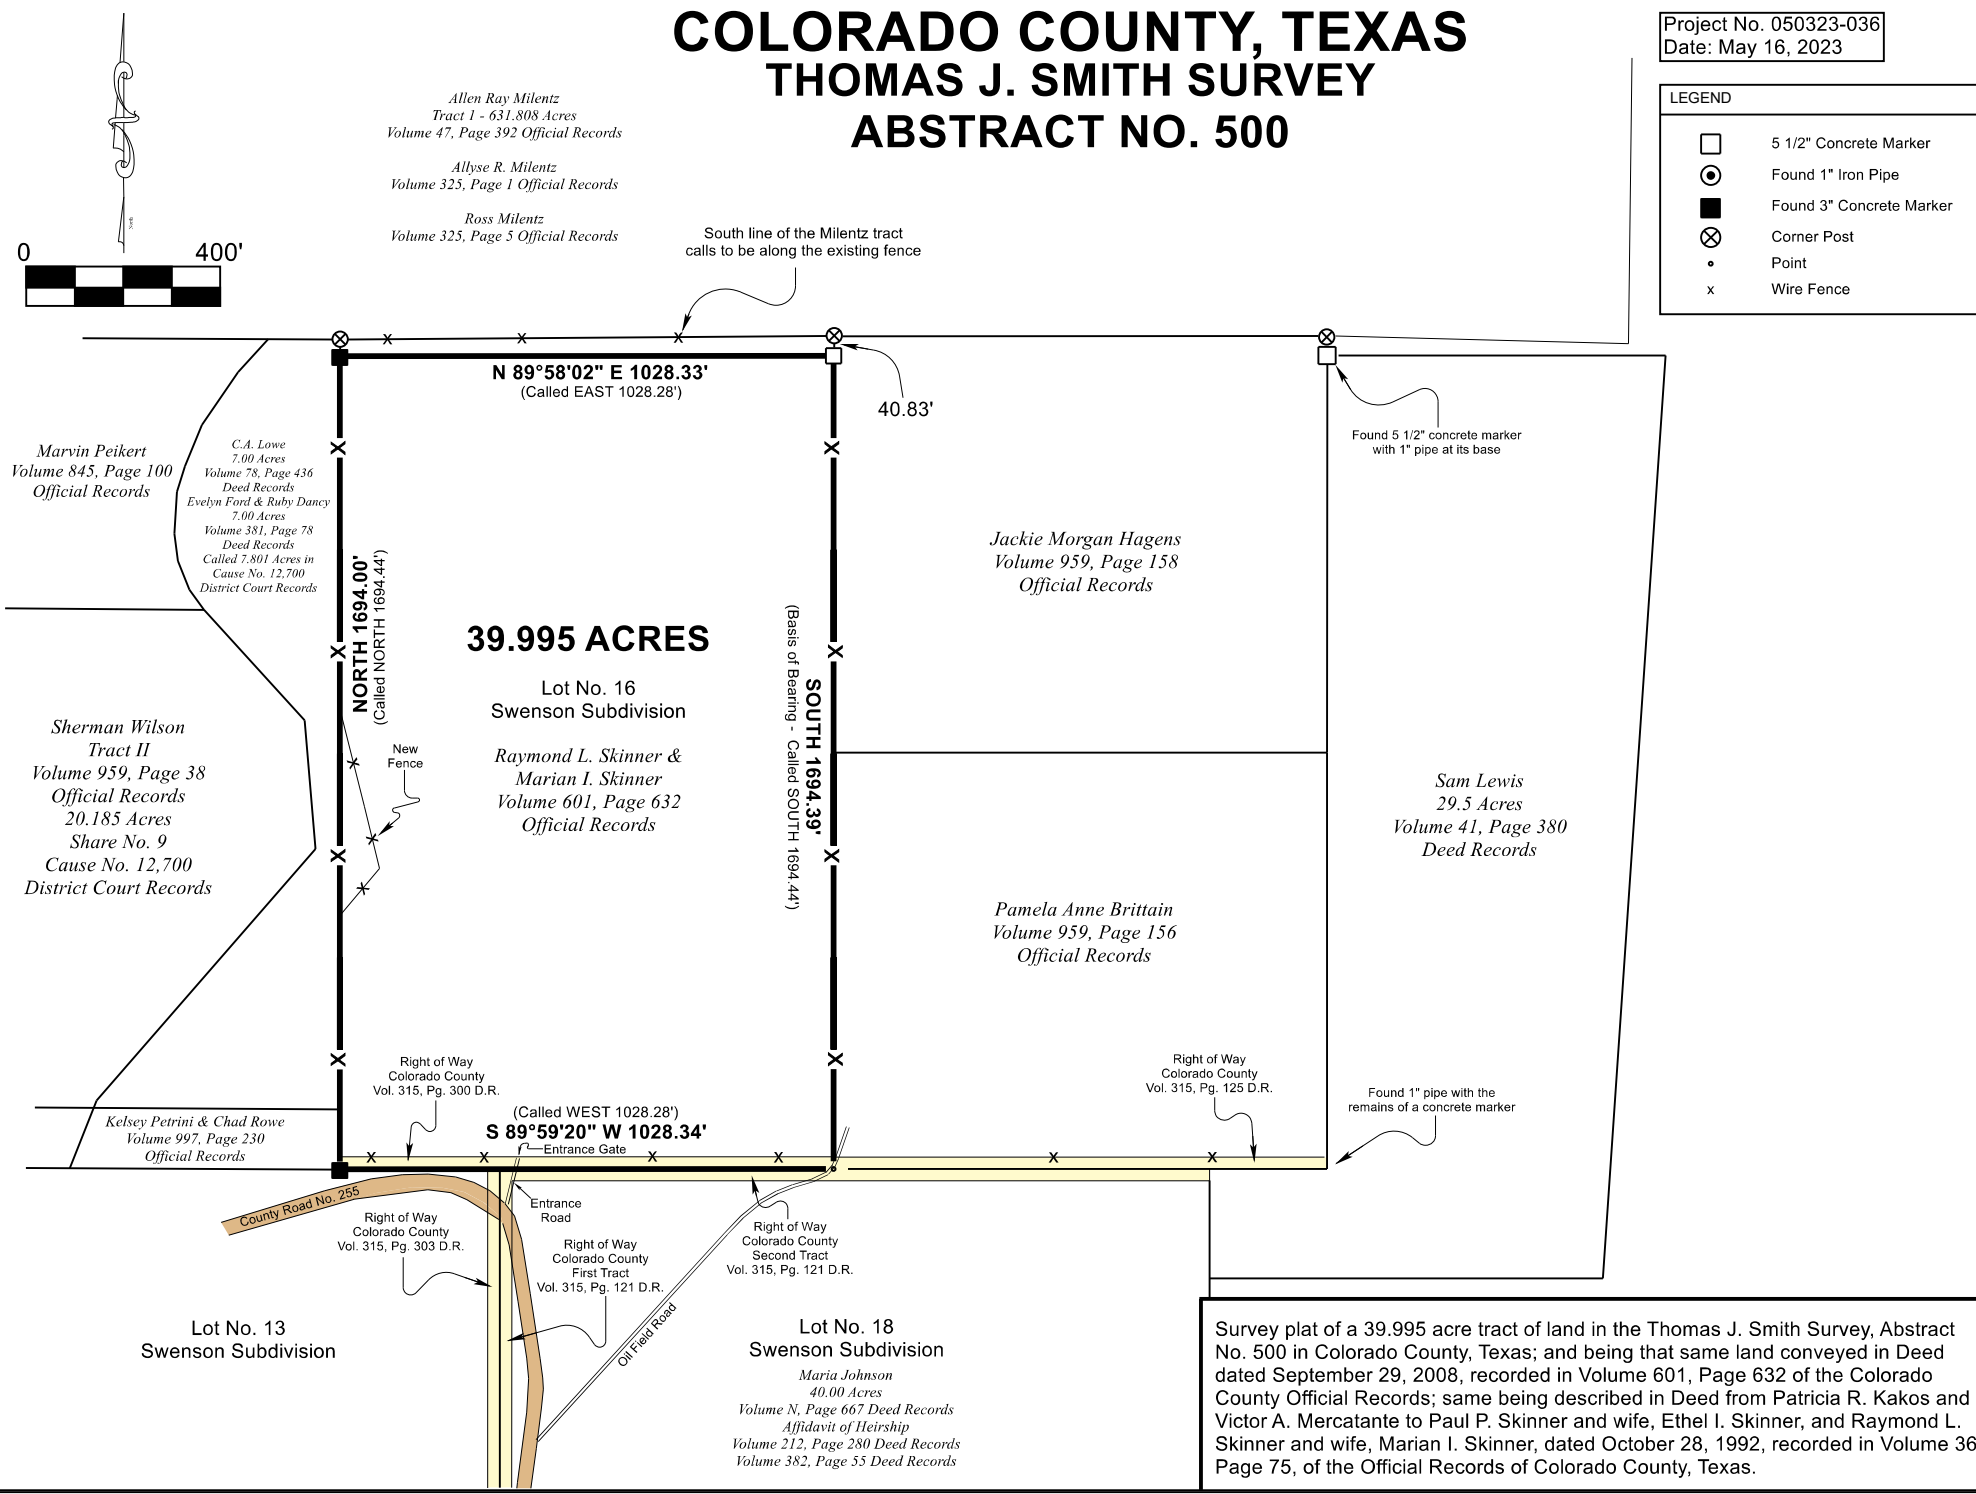 COLORADO COUNTY, TEXAS
THOMAS J. SMITH SURVEY
ABSTRACT NO. 500
Project No. 050323-036
Date: May 16, 2023
LEGEND
5 1/2" Concrete Marker
Found 1" Iron Pipe
Found 3" Concrete Marker
Corner Post
Point
x Wire Fence
North
0 400'
Allen Ray Milentz
Tract 1 - 631.808 Acres
Volume 47, Page 392 Official Records
Allyse R. Milentz
Volume 325, Page 1 Official Records
Ross Milentz
Volume 325, Page 5 Official Records
South line of the Milentz tract
calls to be along the existing fence
N 89°58'02" E 1028.33'
(Called EAST 1028.28')
40.83'
Found 5 1/2" concrete marker
with 1" pipe at its base
Marvin Peikert
Volume 845, Page 100
Official Records
C.A. Lowe
7.00 Acres
Volume 78, Page 436
Deed Records
Evelyn Ford & Ruby Dancy
7.00 Acres
Volume 381, Page 78
Deed Records
Called 7.801 Acres in
Cause No. 12,700
District Court Records
NORTH 1694.00'
(Called NORTH 1694.44')
39.995 ACRES
Lot No. 16
Swenson Subdivision
Raymond L. Skinner &
Marian I. Skinner
Volume 601, Page 632
Official Records
SOUTH 1694.39'
(Basis of Bearing - Called SOUTH 1694.44')
New
Fence
Jackie Morgan Hagens
Volume 959, Page 158
Official Records
Sherman Wilson
Tract II
Volume 959, Page 38
Official Records
20.185 Acres
Share No. 9
Cause No. 12,700
District Court Records
Sam Lewis
29.5 Acres
Volume 41, Page 380
Deed Records
Pamela Anne Brittain
Volume 959, Page 156
Official Records
Right of Way
Colorado County
Vol. 315, Pg. 300 D.R.
Right of Way
Colorado County
Vol. 315, Pg. 125 D.R.
Found 1" pipe with the
remains of a concrete marker
Kelsey Petrini & Chad Rowe
Volume 997, Page 230
Official Records
(Called WEST 1028.28')
S 89°59'20" W 1028.34'
Entrance Gate
County Road No. 255
Entrance
Road
Right of Way
Colorado County
Vol. 315, Pg. 303 D.R.
Right of Way
Colorado County
First Tract
Vol. 315, Pg. 121 D.R.
Right of Way
Colorado County
Second Tract
Vol. 315, Pg. 121 D.R.
Oil Field Road
Lot No. 13
Swenson Subdivision
Lot No. 18
Swenson Subdivision
Maria Johnson
40.00 Acres
Volume N, Page 667 Deed Records
Affidavit of Heirship
Volume 212, Page 280 Deed Records
Volume 382, Page 55 Deed Records
Survey plat of a 39.995 acre tract of land in the Thomas J. Smith Survey, Abstract
No. 500 in Colorado County, Texas; and being that same land conveyed in Deed
dated September 29, 2008, recorded in Volume 601, Page 632 of the Colorado
County Official Records; same being described in Deed from Patricia R. Kakos and
Victor A. Mercatante to Paul P. Skinner and wife, Ethel I. Skinner, and Raymond L.
Skinner and wife, Marian I. Skinner, dated October 28, 1992, recorded in Volume 36
Page 75, of the Official Records of Colorado County, Texas.